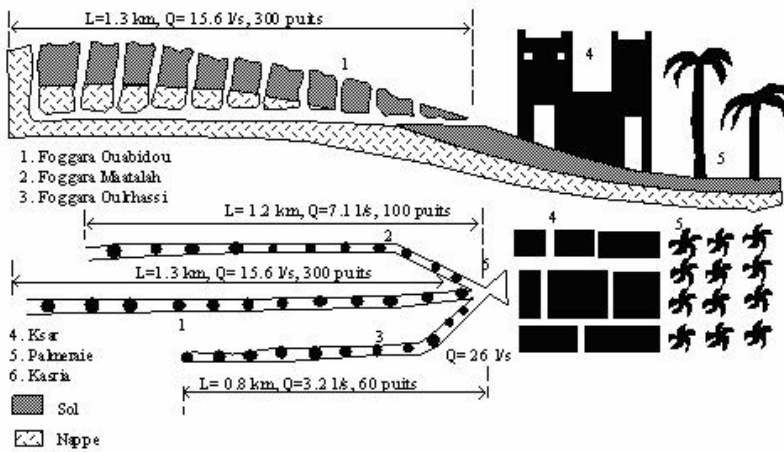 L=1.3 km, Q= 15.6 l/s, 300 puits
1
4
5
1. Foggara Ouabidou
2. Foggara Maatalah
3. Foggara Oulrhassi
L= 1.2 km, Q=7.1 l/s, 100 puits
2
6
4
5
L=1.3 km, Q= 15.6 l/s, 300 puits
1
3
Q= 26 l/s
4. Ksar
5. Palmeraie
6. Kasria
L= 0.8 km, Q=3.2 l/s, 60 puits
Sol
Nappe